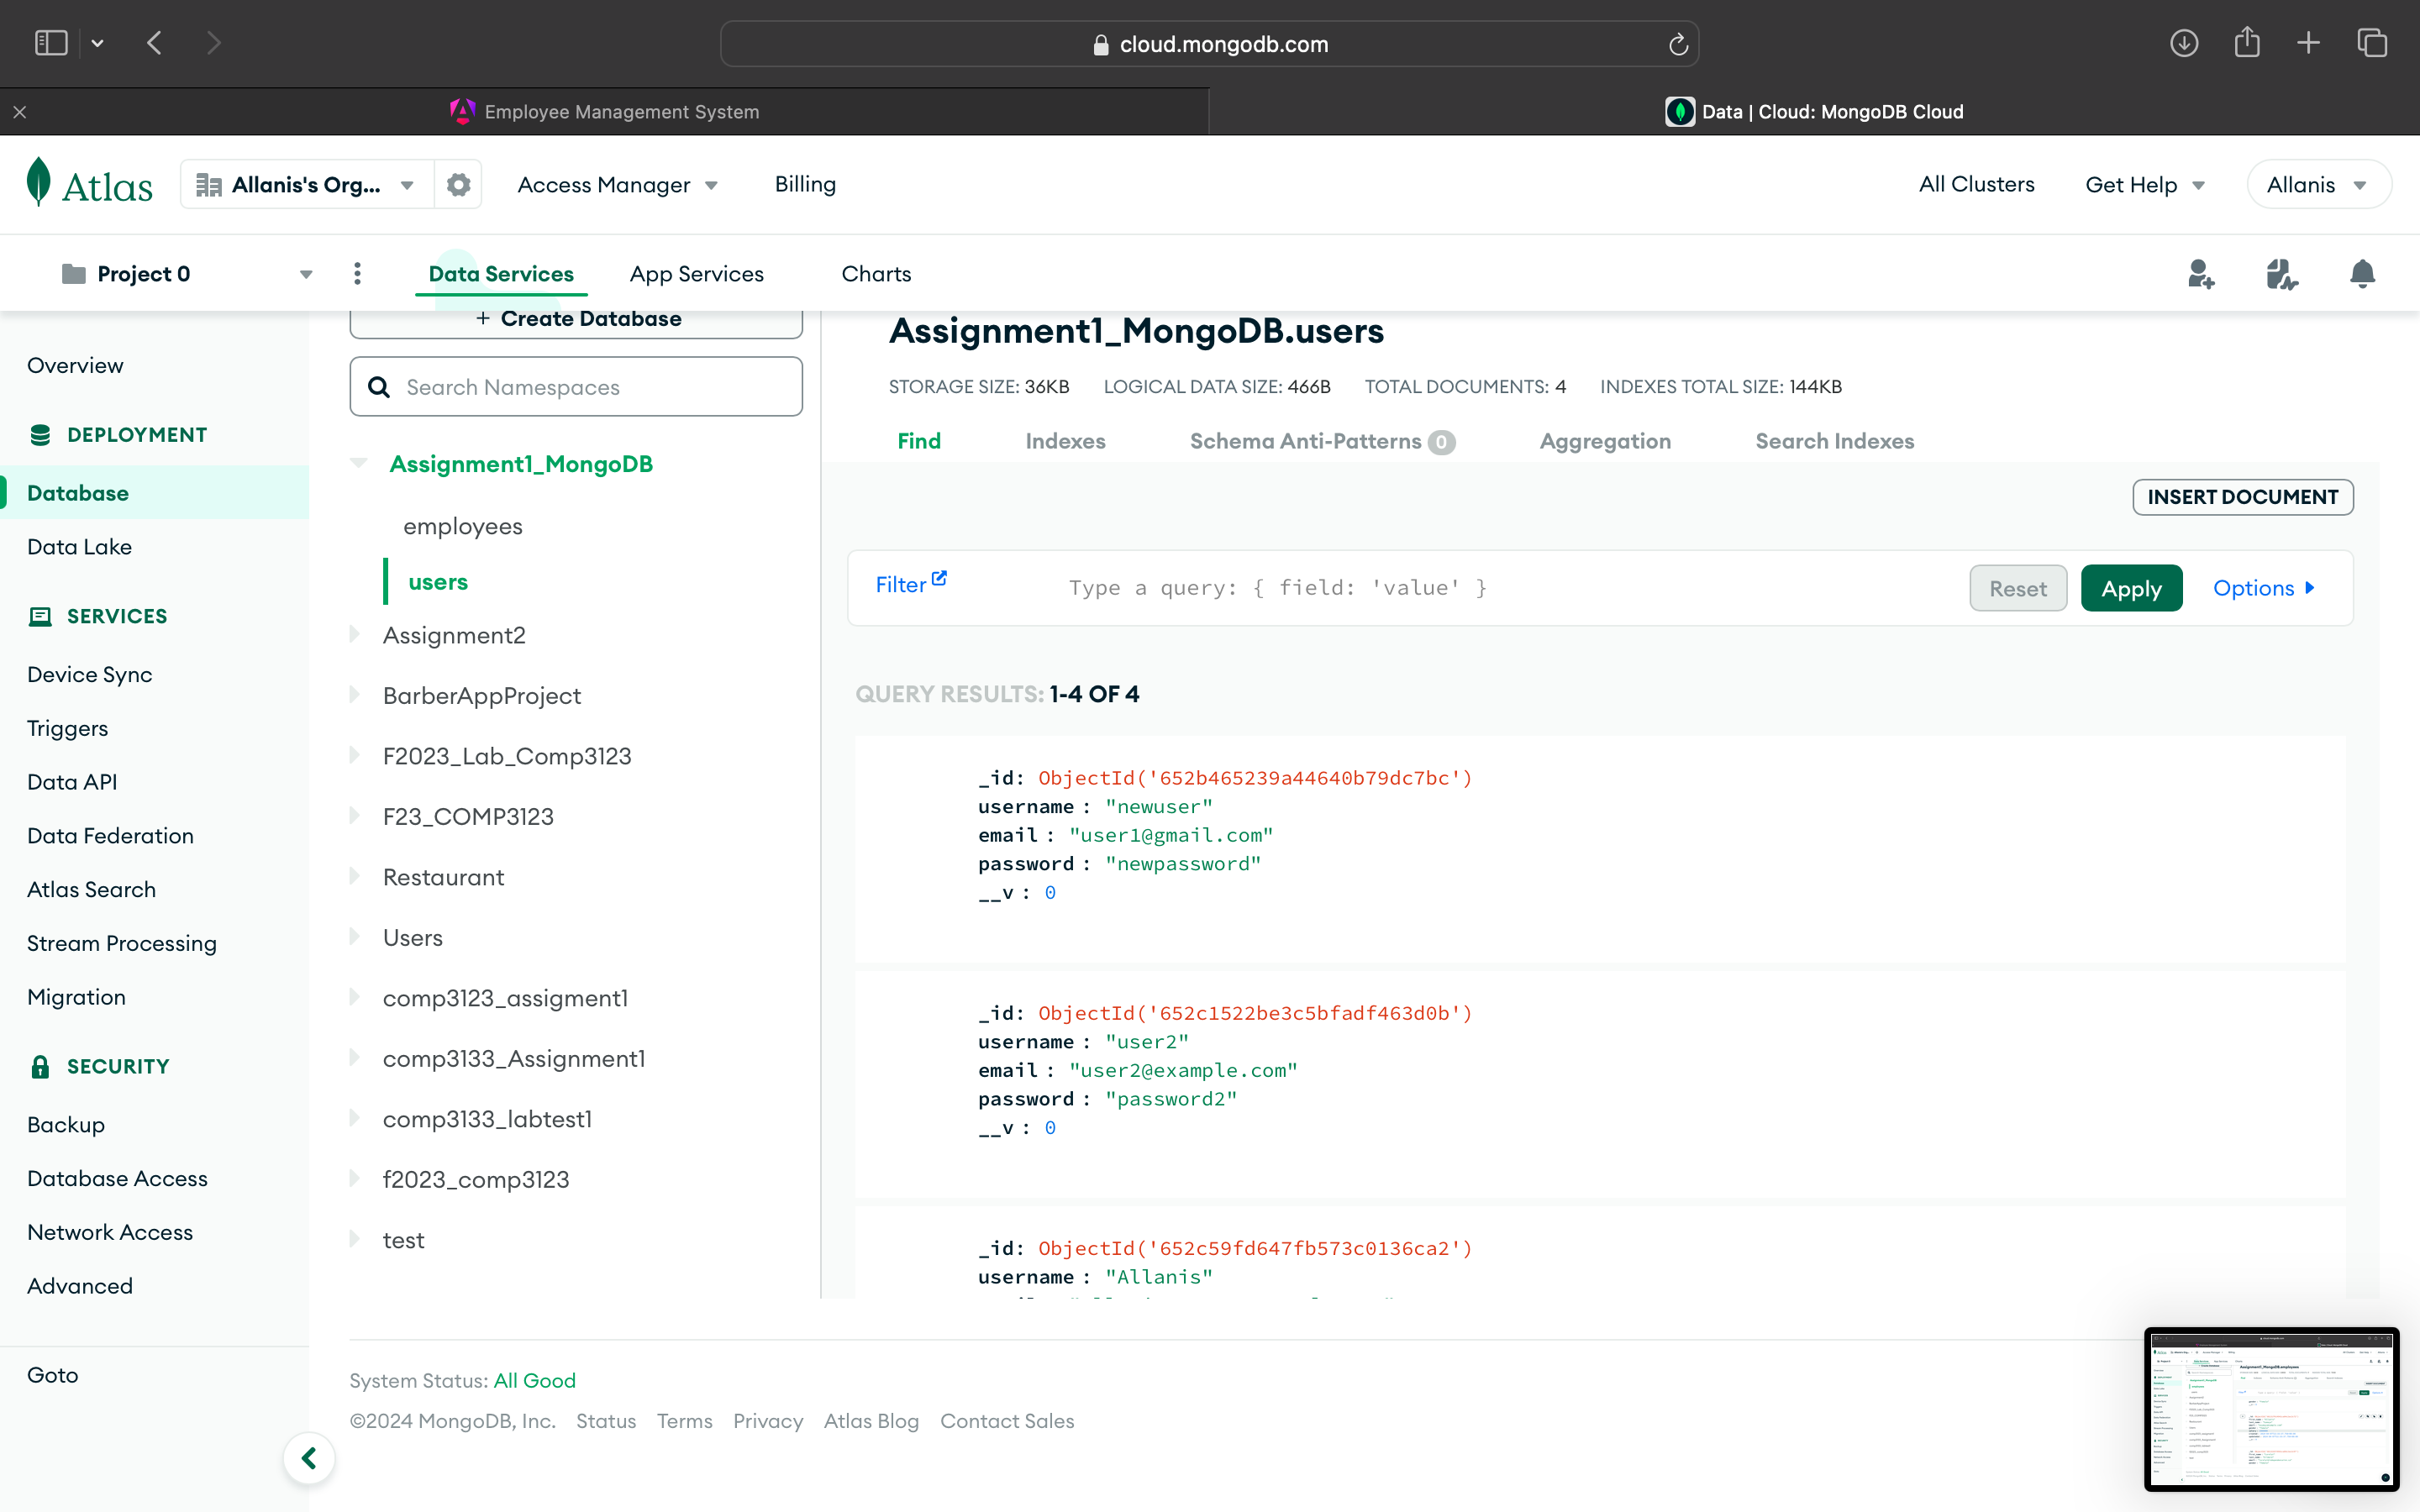 cloud.mongodb.com
Employee Management System
Data | Cloud: MongoDB Cloud
Atlas
Allanis's Org...
Access Manager
Billing
All Clusters
Get Help
Allanis
Project 0
Data Services
App Services
Charts
Overview
DEPLOYMENT
Database
Data Lake
SERVICES
Device Sync
Triggers
Data API
Data Federation
Atlas Search
Stream Processing
Migration
SECURITY
Backup
Database Access
Network Access
Advanced
Goto
+ Create Database
Search Namespaces
Assignment1_MongoDB
employees
users
Assignment2
BarberAppProject
F2023_Lab_Comp3123
F23_COMP3123
Restaurant
Users
comp3123_assigment1
comp3133_Assignment1
comp3133_labtest1
f2023_comp3123
test
Assignment1_MongoDB.users
STORAGE SIZE: 36KB LOGICAL DATA SIZE: 466B TOTAL DOCUMENTS: 4 INDEXES TOTAL SIZE: 144KB
Find Indexes Schema Anti-Patterns 0 Aggregation Search Indexes
INSERT DOCUMENT
Filter Type a query: { field: 'value' } Reset Apply Options
QUERY RESULTS: 1-4 OF 4
_id: ObjectId('652b465239a44640b79dc7bc')
username : "newuser"
email : "user1@gmail.com"
password : "newpassword"
__v : 0
_id: ObjectId('652c1522be3c5bfadf463d0b')
username : "user2"
email : "user2@example.com"
password : "password2"
__v : 0
_id: ObjectId('652c59fd647fb573c0136ca2')
username : "Allanis"
System Status: All Good
©2024 MongoDB, Inc. Status Terms Privacy Atlas Blog Contact Sales